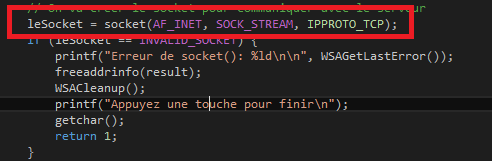 // On va créer le socket pour communiquer avec le serveur
leSocket = socket(AF_INET, SOCK_STREAM, IPPROTO_TCP);
if (leSocket == INVALID_SOCKET) {
printf("Erreur de socket(): %ld\n\n", WSAGetLastError());
freeaddrinfo(result);
WSACleanup();
printf("Appuyez une touche pour finir\n");
getchar();
return 1;
}